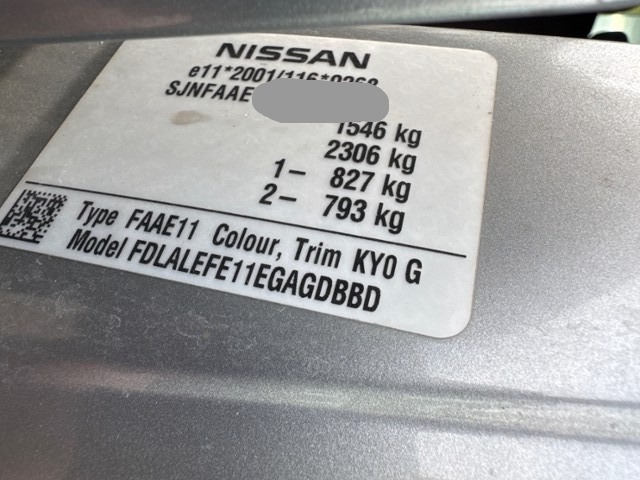 NISSAN
e11*2001/116*0268
SJNFAAE
1546 kg
2306 kg
1– 827 kg
2– 793 kg
Type FAAE11 Colour, Trim KY0 G
Model FDLALEFE11EGAGDBBD